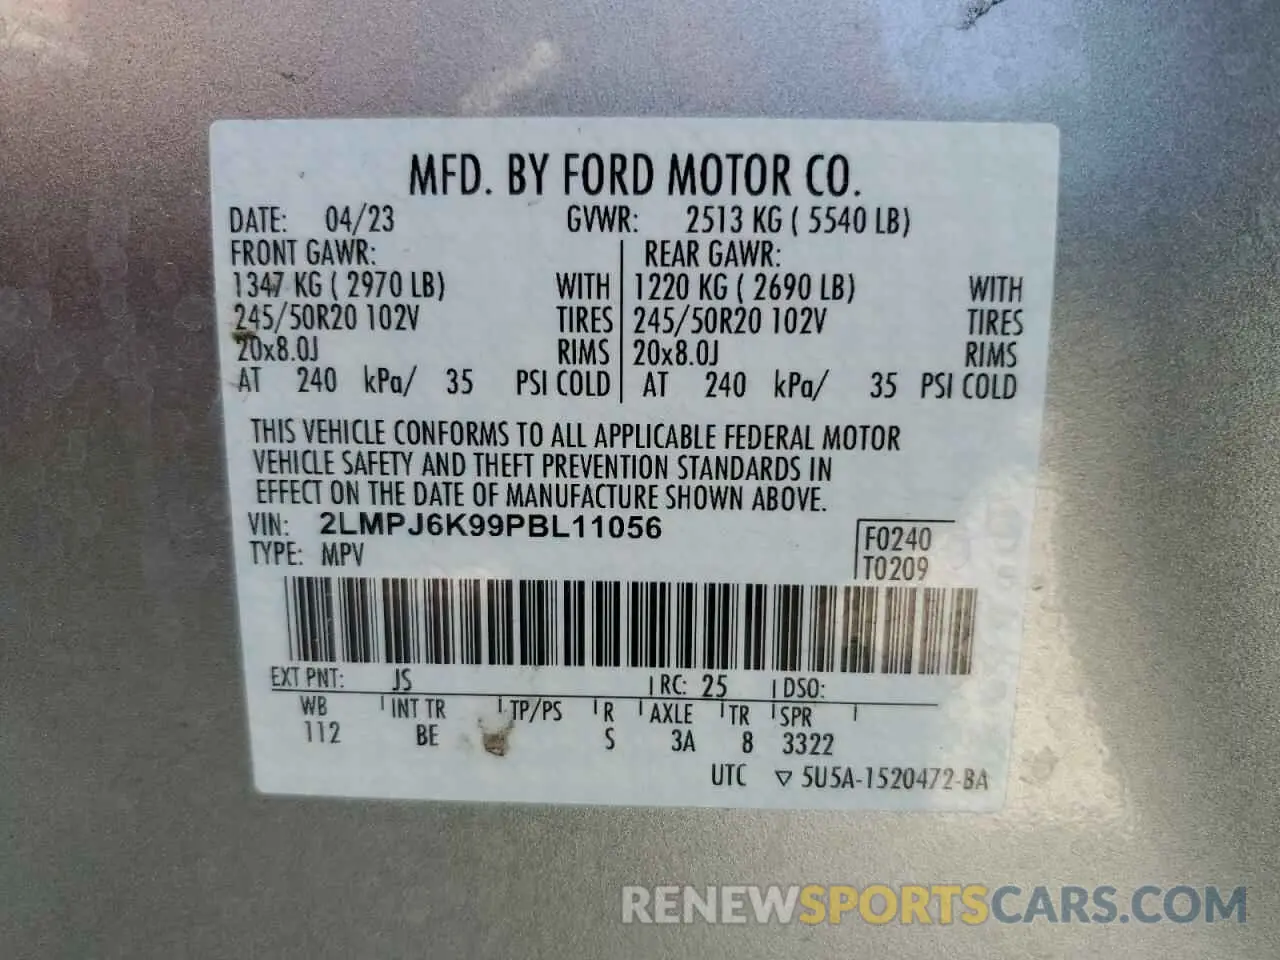 MFD. BY FORD MOTOR CO.
DATE: 04/23 GVWR: 2513 KG ( 5540 LB)
FRONT GAWR: REAR GAWR:
1347 KG ( 2970 LB) WITH 1220 KG ( 2690 LB) WITH
245/50R20 102V TIRES 245/50R20 102V TIRES
20x8.0J RIMS 20x8.0J RIMS
AT 240 kPa/ 35 PSI COLD AT 240 kPa/ 35 PSI COLD
THIS VEHICLE CONFORMS TO ALL APPLICABLE FEDERAL MOTOR
VEHICLE SAFETY AND THEFT PREVENTION STANDARDS IN
EFFECT ON THE DATE OF MANUFACTURE SHOWN ABOVE.
VIN: 2LMPJ6K99PBL11056 F0240
TYPE: MPV T0209
EXT PNT: JS RC: 25 DSO:
WB INT TR TP/PS R AXLE TR SPR
112 BE S 3A 8 3322
UTC ▽ 5U5A-1520472-BA
RENEWSPORTSCARS.COM